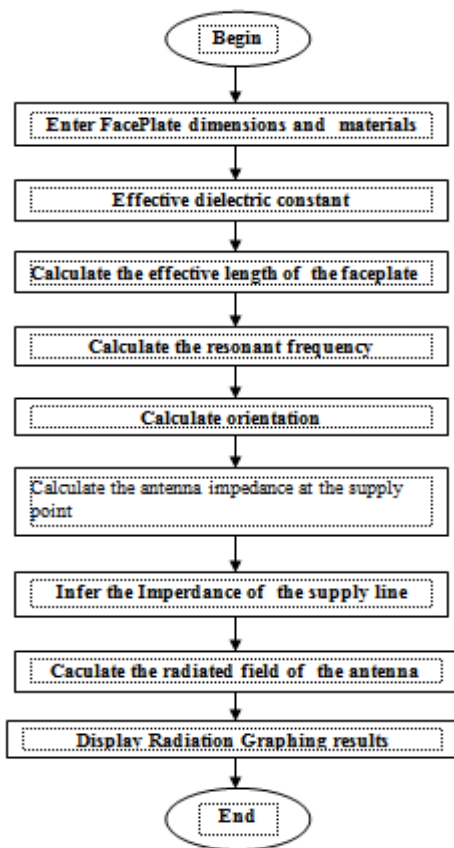 Begin
Enter FacePlate dimensions and materials
Effective dielectric constant
Calculate the effective length of the faceplate
Calculate the resonant frequency
Calculate orientation
Calculate the antenna impedance at the supply
point
Infer the Imperdance of the supply line
Caculate the radiated field of the antenna
Display Radiation Graphing results
End